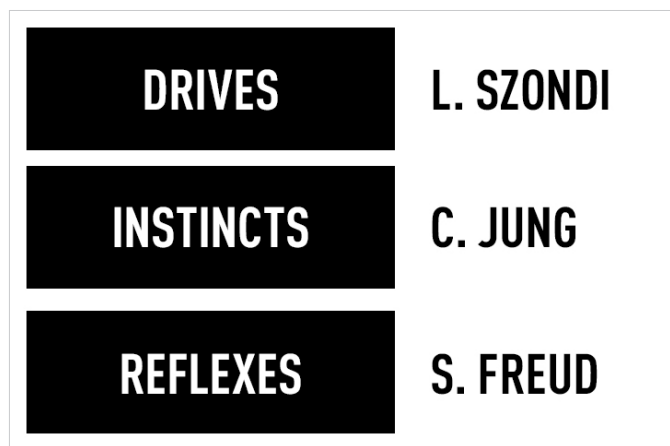 DRIVES L. SZONDI
INSTINCTS C. JUNG
REFLEXES S. FREUD